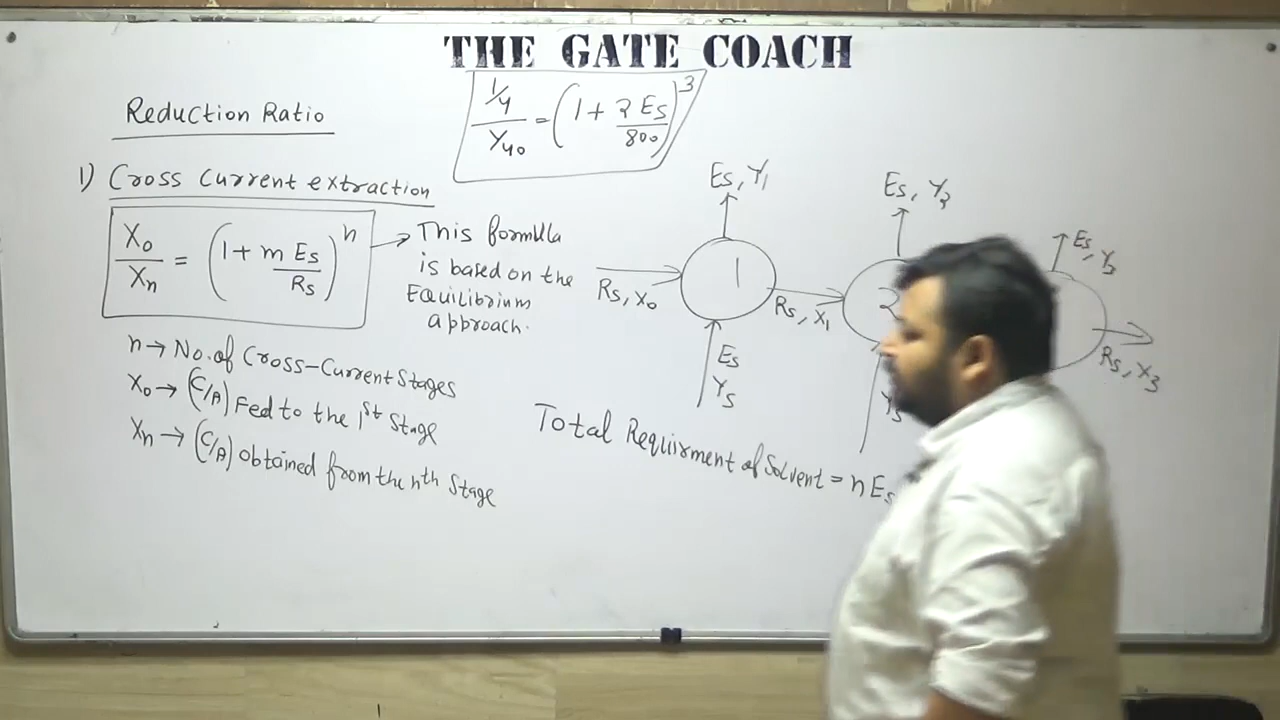 THE GATE COACH
Reduction Ratio
1/4 / Y40 = (1 + 2 Es/800)^3
1) Cross Current extraction
X0/Xn = (1 + m Es/Rs)^n → This formula
is based on the
Equilibrium
approach.
n → No. of Cross-Current Stages
X0 → (C/A) Fed to the 1st Stage
Xn → (C/A) obtained from the nth Stage
Es, Y1
Es, Y2
Es, Y3
1
2
Rs, X0
Rs, X1
Rs, X3
Es
Ys
Ys
Total Requirment of Solvent = n Es